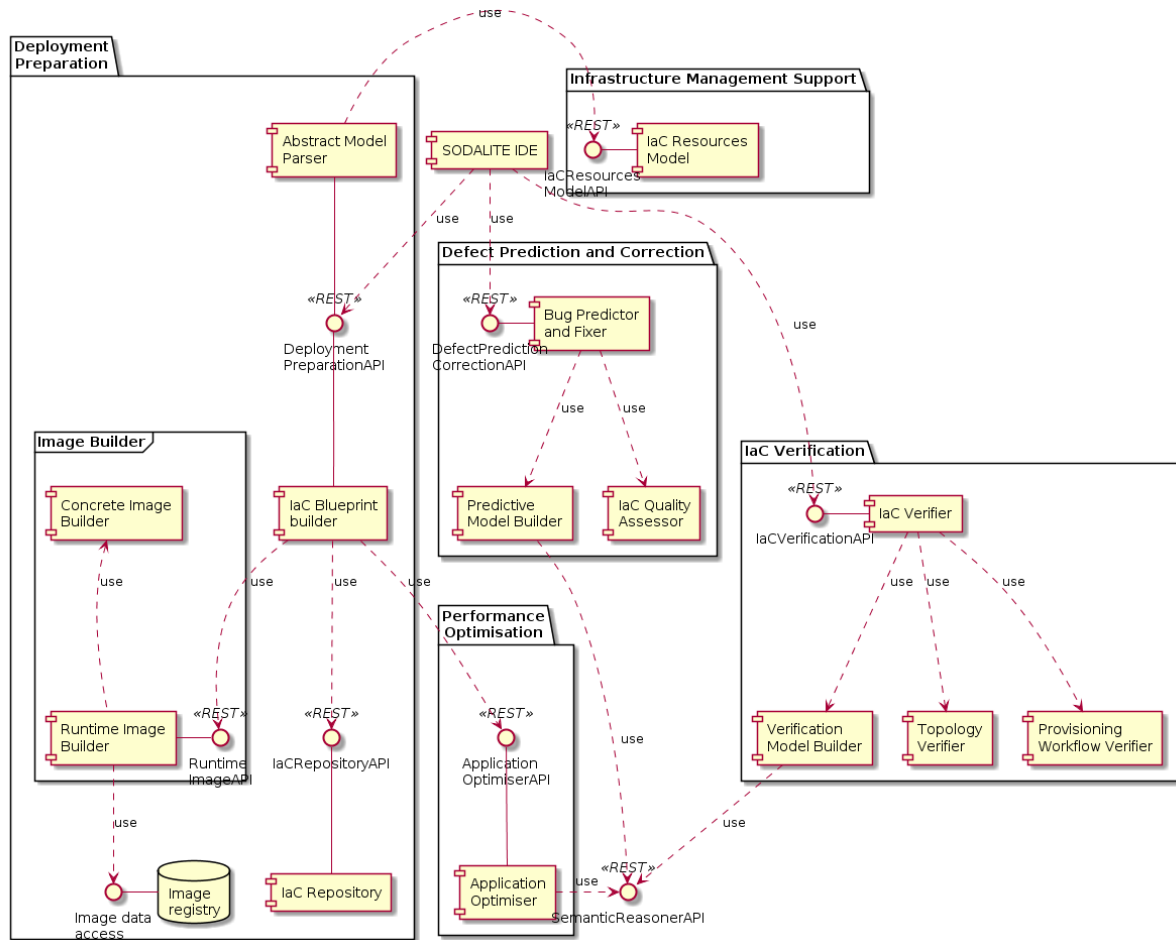 use
Deployment
Preparation
Infrastructure Management Support
Abstract Model
Parser
SODALITE IDE
«REST»
IaC Resources
Model
IaCResources
ModelAPI
use
use
Defect Prediction and Correction
«REST»
Deployment
PreparationAPI
«REST»
Bug Predictor
and Fixer
DefectPrediction
CorrectionAPI
use
use
use
Image Builder
IaC Verification
Concrete Image
Builder
IaC Blueprint
builder
Predictive
Model Builder
IaC Quality
Assessor
«REST»
IaC Verifier
IaCVerificationAPI
use
use
use
use
use
use
use
Performance
Optimisation
«REST»
Runtime Image
Builder
Runtime
ImageAPI
«REST»
IaCRepositoryAPI
«REST»
Application
OptimiserAPI
use
Verification
Model Builder
Topology
Verifier
Provisioning
Workflow Verifier
use
use
Image data
access
Image
registry
IaC Repository
Application
Optimiser
use
«REST»
SemanticReasonerAPI